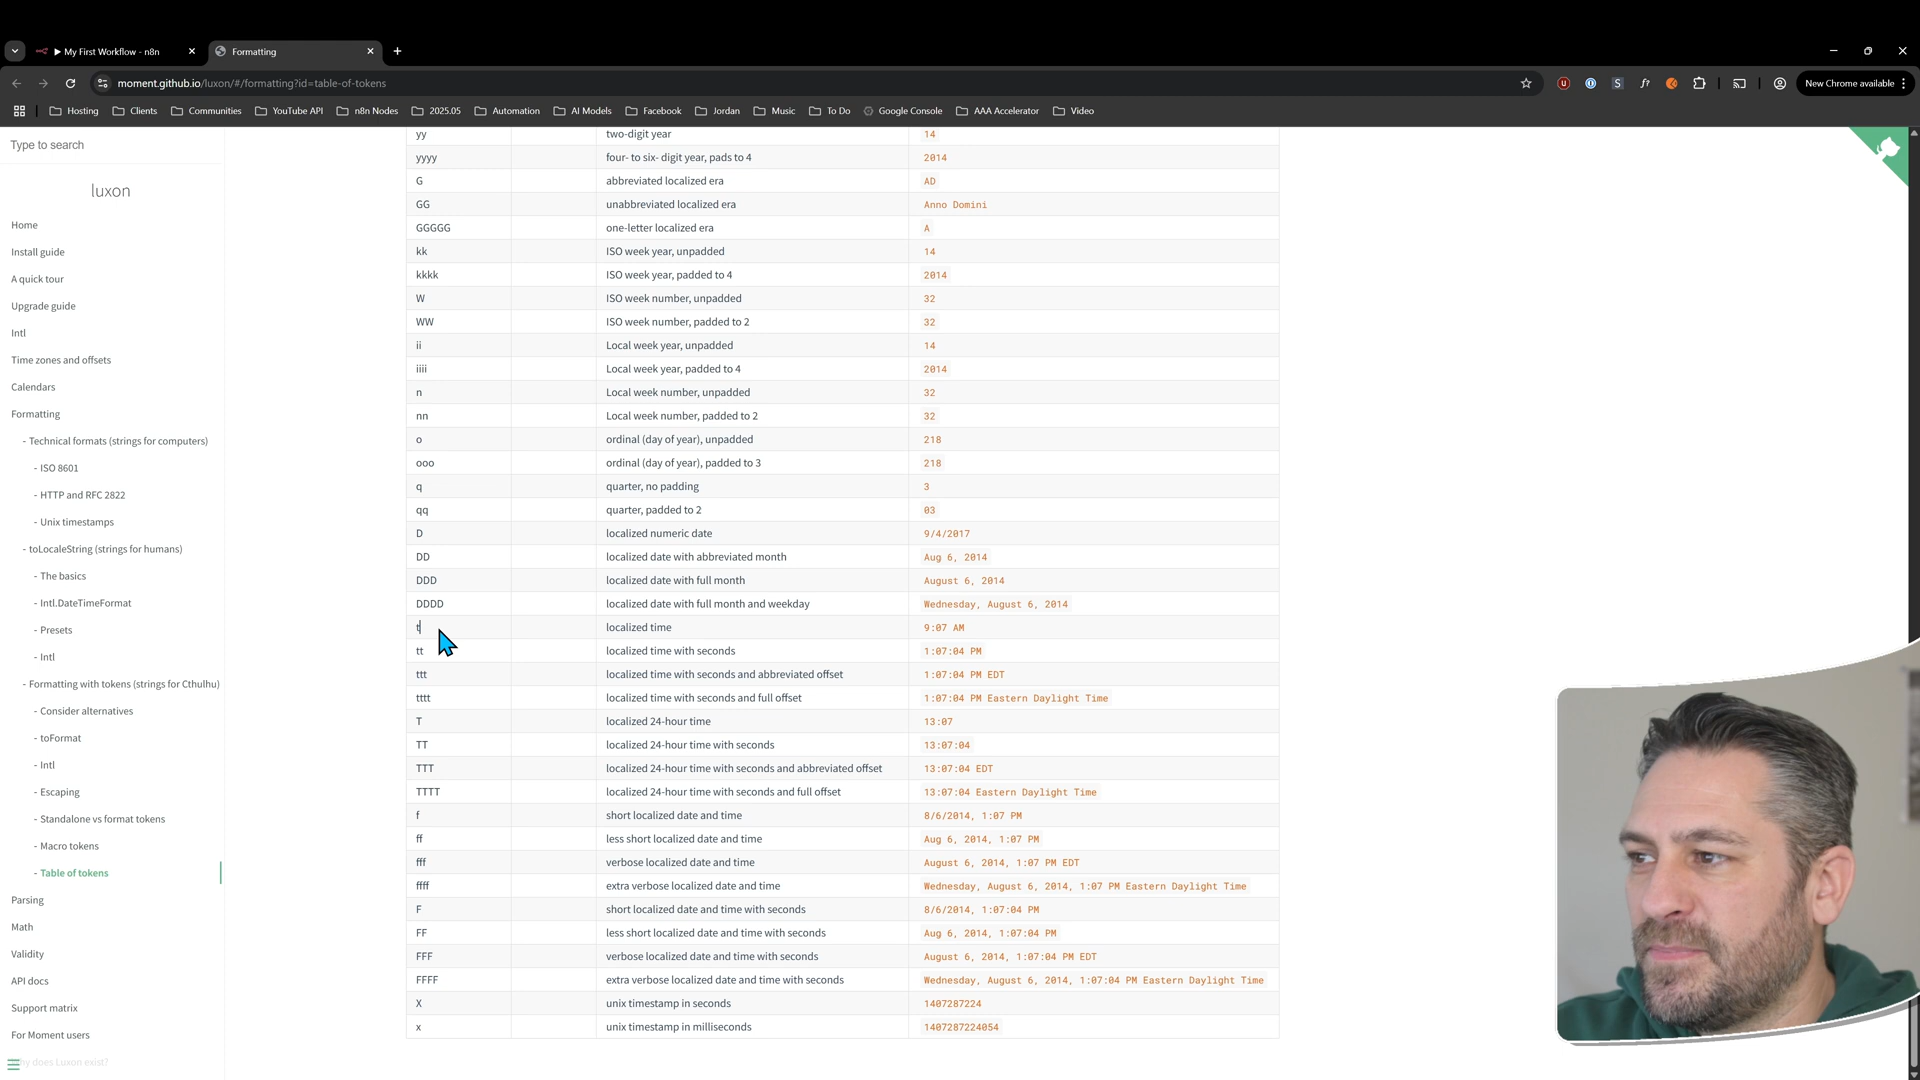 ▶ My First Workflow - n8n
Formatting
moment.github.io/luxon/#/formatting?id=table-of-tokens
New Chrome available
Hosting Clients Communities YouTube API n8n Nodes 2025.05 Automation AI Models Facebook Jordan Music To Do Google Console AAA Accelerator Video
Type to search
luxon
Home
Install guide
A quick tour
Upgrade guide
Intl
Time zones and offsets
Calendars
Formatting
- Technical formats (strings for computers)
- ISO 8601
- HTTP and RFC 2822
- Unix timestamps
- toLocaleString (strings for humans)
- The basics
- Intl.DateTimeFormat
- Presets
- Intl
- Formatting with tokens (strings for Cthulhu)
- Consider alternatives
- toFormat
- Intl
- Escaping
- Standalone vs format tokens
- Macro tokens
- Table of tokens
Parsing
Math
Validity
API docs
Support matrix
For Moment users
Why does Luxon exist?
yy two-digit year 14
yyyy four- to six- digit year, pads to 4 2014
G abbreviated localized era AD
GG unabbreviated localized era Anno Domini
GGGGG one-letter localized era A
kk ISO week year, unpadded 14
kkkk ISO week year, padded to 4 2014
W ISO week number, unpadded 32
WW ISO week number, padded to 2 32
ii Local week year, unpadded 14
iiii Local week year, padded to 4 2014
n Local week number, unpadded 32
nn Local week number, padded to 2 32
o ordinal (day of year), unpadded 218
ooo ordinal (day of year), padded to 3 218
q quarter, no padding 3
qq quarter, padded to 2 03
D localized numeric date 9/4/2017
DD localized date with abbreviated month Aug 6, 2014
DDD localized date with full month August 6, 2014
DDDD localized date with full month and weekday Wednesday, August 6, 2014
t localized time 9:07 AM
tt localized time with seconds 1:07:04 PM
ttt localized time with seconds and abbreviated offset 1:07:04 PM EDT
tttt localized time with seconds and full offset 1:07:04 PM Eastern Daylight Time
T localized 24-hour time 13:07
TT localized 24-hour time with seconds 13:07:04
TTT localized 24-hour time with seconds and abbreviated offset 13:07:04 EDT
TTTT localized 24-hour time with seconds and full offset 13:07:04 Eastern Daylight Time
f short localized date and time 8/6/2014, 1:07 PM
ff less short localized date and time Aug 6, 2014, 1:07 PM
fff verbose localized date and time August 6, 2014, 1:07 PM EDT
ffff extra verbose localized date and time Wednesday, August 6, 2014, 1:07 PM Eastern Daylight Time
F short localized date and time with seconds 8/6/2014, 1:07:04 PM
FF less short localized date and time with seconds Aug 6, 2014, 1:07:04 PM
FFF verbose localized date and time with seconds August 6, 2014, 1:07:04 PM EDT
FFFF extra verbose localized date and time with seconds Wednesday, August 6, 2014, 1:07:04 PM Eastern Daylight Time
X unix timestamp in seconds 1407287224
x unix timestamp in milliseconds 1407287224054